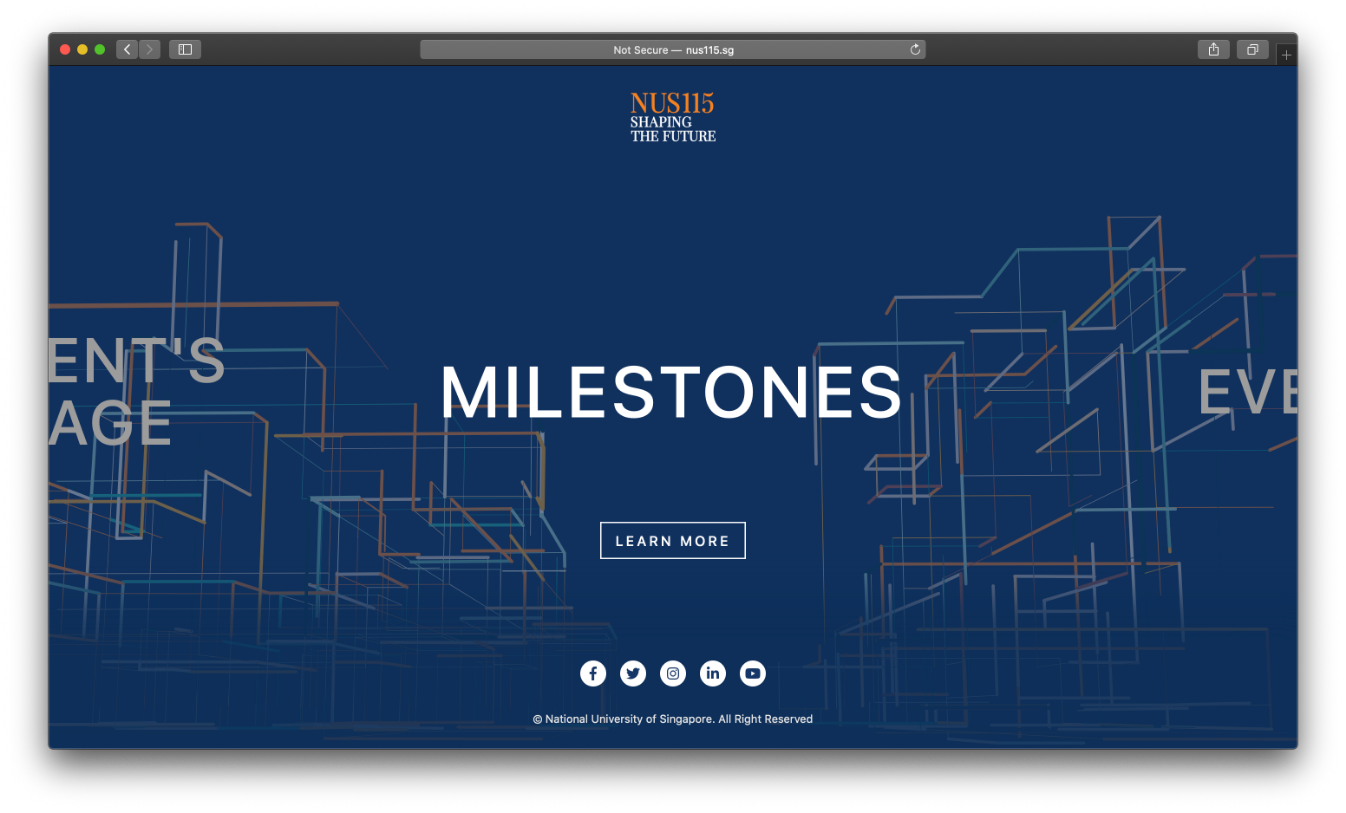 Not Secure — nus115.sg
NUS115
SHAPING
THE FUTURE
ENT'S
AGE
MILESTONES
EVE
LEARN MORE
© National University of Singapore. All Right Reserved